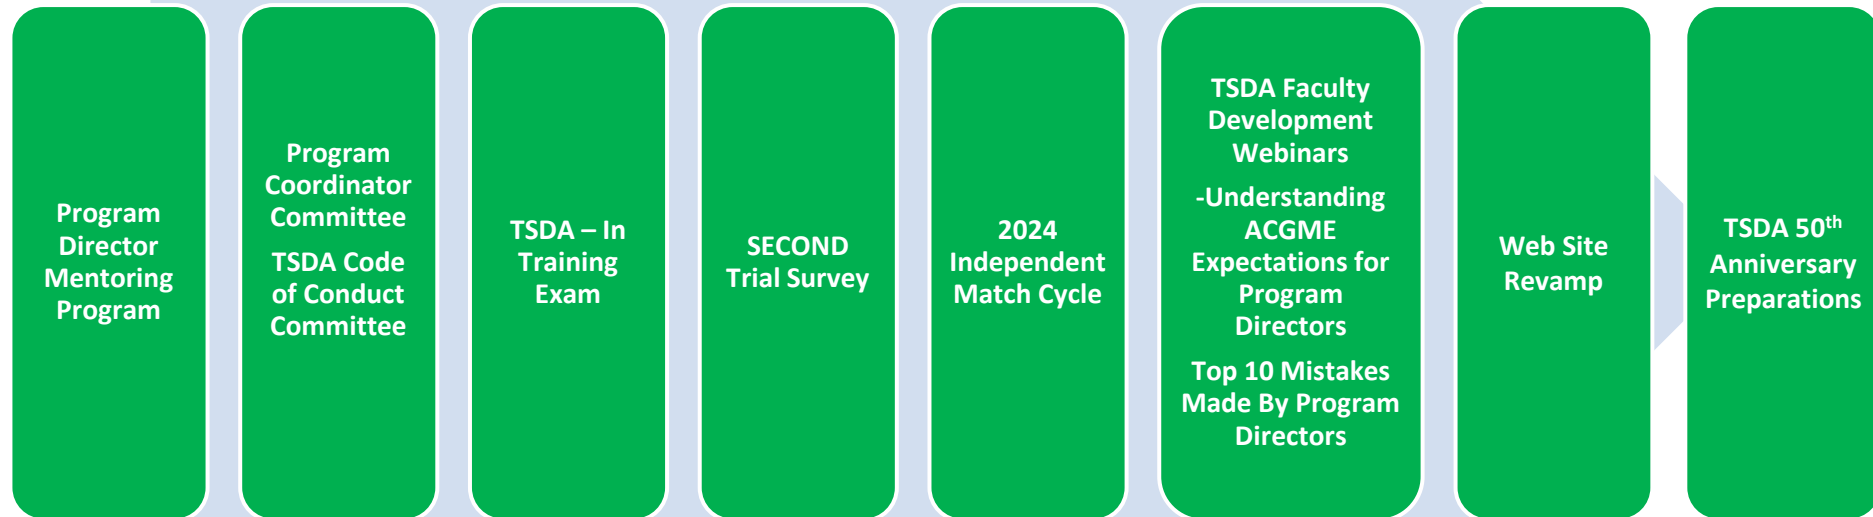 Program
Director
Mentoring
Program
Program
Coordinator
Committee
TSDA Code
of Conduct
Committee
TSDA – In
Training
Exam
SECOND
Trial Survey
2024
Independent
Match Cycle
TSDA Faculty
Development
Webinars
-Understanding
ACGME
Expectations for
Program
Directors
Top 10 Mistakes
Made By Program
Directors
Web Site
Revamp
TSDA 50th
Anniversary
Preparations